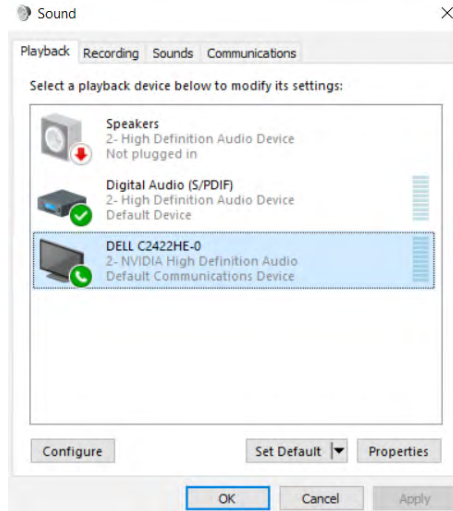 Sound
Playback Recording Sounds Communications
Select a playback device below to modify its settings:
Speakers
2- High Definition Audio Device
Not plugged in
Digital Audio (S/PDIF)
2- High Definition Audio Device
Default Device
DELL C2422HE-0
2- NVIDIA High Definition Audio
Default Communications Device
Configure Set Default Properties
OK Cancel Apply